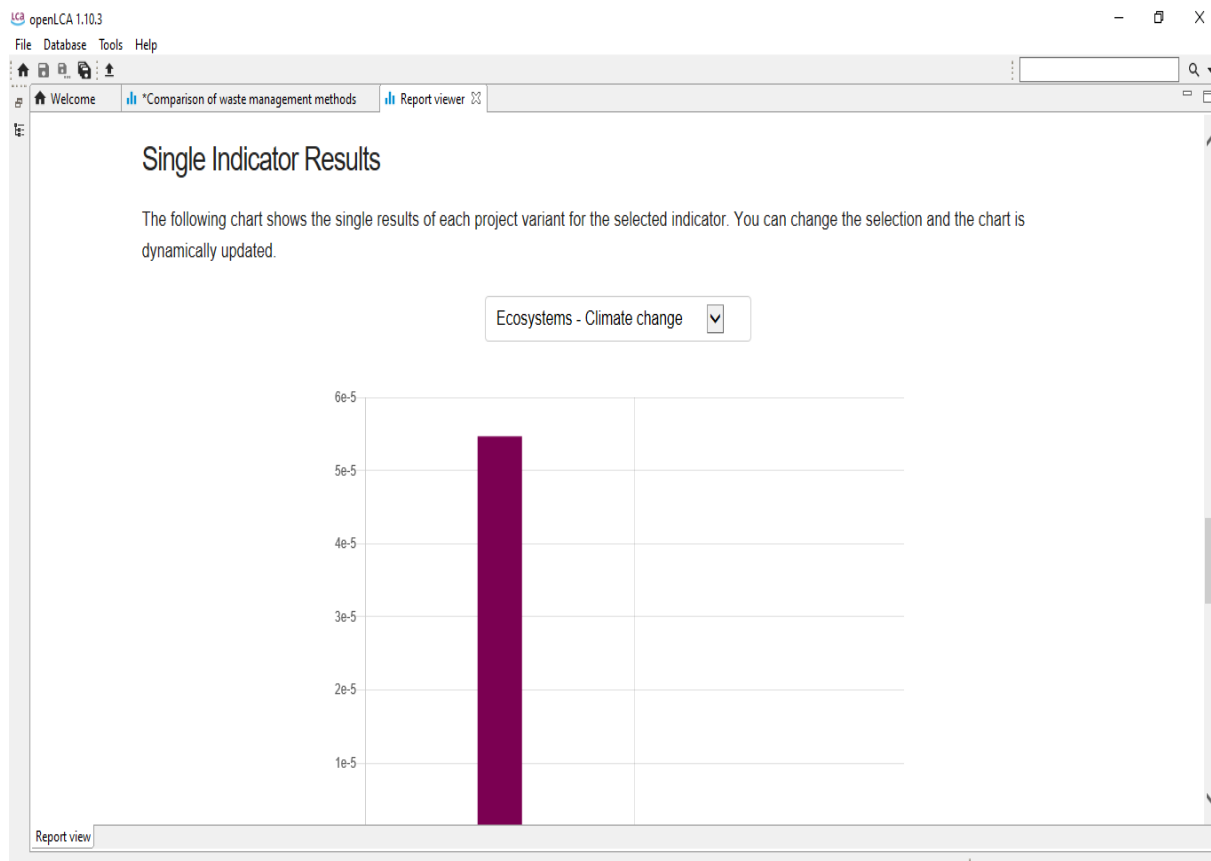 LCA openLCA 1.10.3
File Database Tools Help
Welcome *Comparison of waste management methods Report viewer
Single Indicator Results
The following chart shows the single results of each project variant for the selected indicator. You can change the selection and the chart is
dynamically updated.
Ecosystems - Climate change
6e-5
5e-5
4e-5
3e-5
2e-5
1e-5
Report view